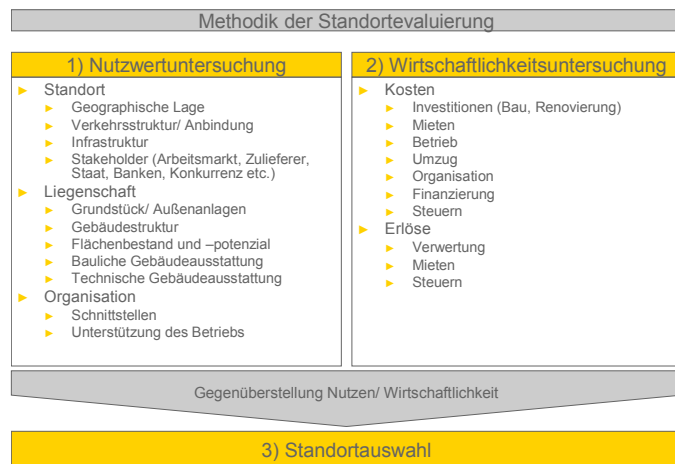 Methodik der Standortevaluierung
1) Nutzwertuntersuchung
► Standort
► Geographische Lage
► Verkehrsstruktur/ Anbindung
► Infrastruktur
► Stakeholder (Arbeitsmarkt, Zulieferer,
Staat, Banken, Konkurrenz etc.)
► Liegenschaft
► Grundstück/ Außenanlagen
► Gebäudestruktur
► Flächenbestand und –potenzial
► Bauliche Gebäudeausstattung
► Technische Gebäudeausstattung
► Organisation
► Schnittstellen
► Unterstützung des Betriebs
2) Wirtschaftlichkeitsuntersuchung
► Kosten
► Investitionen (Bau, Renovierung)
► Mieten
► Betrieb
► Umzug
► Organisation
► Finanzierung
► Steuern
► Erlöse
► Verwertung
► Mieten
► Steuern
Gegenüberstellung Nutzen/ Wirtschaftlichkeit
3) Standortauswahl